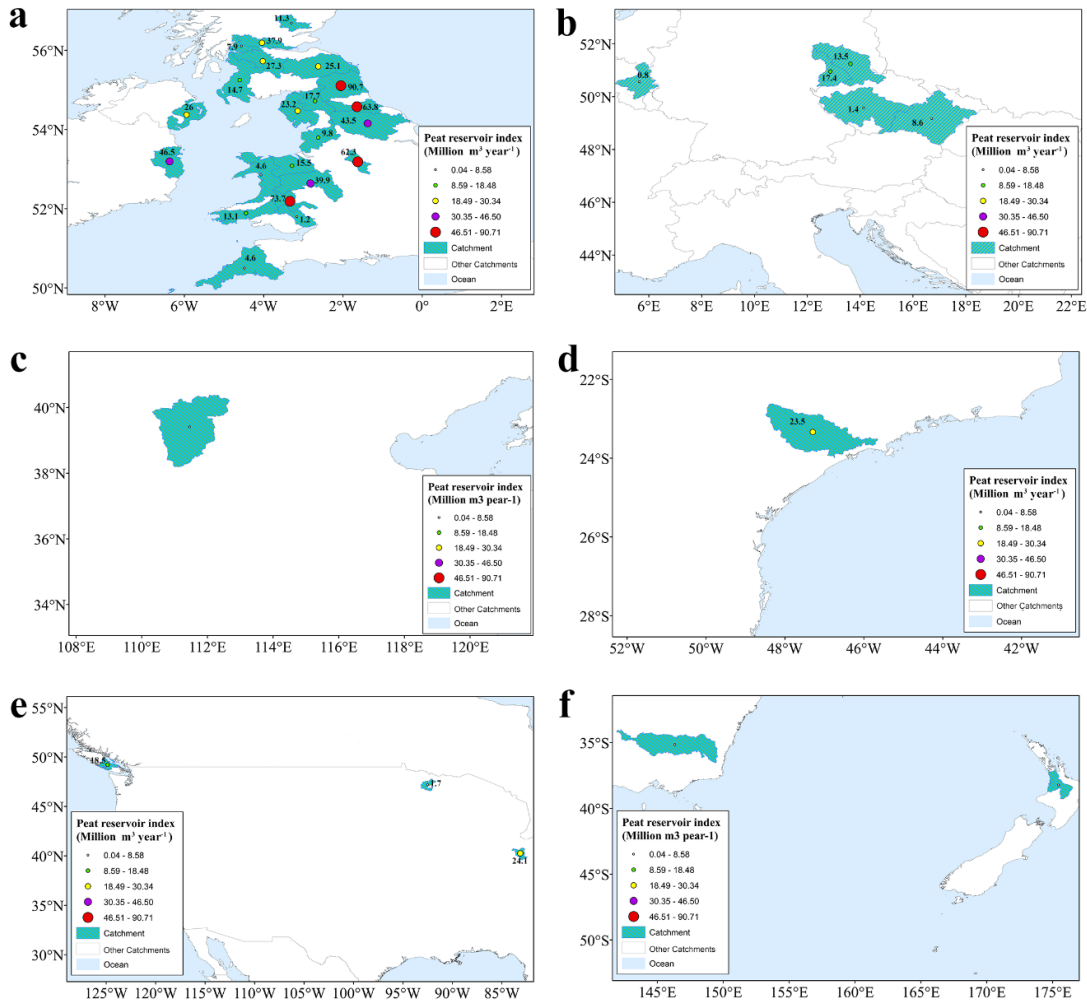 a
11.3
56°N
7.9
37.9
27.3
25.1
14.7
90.7
17.7
26
23.2
63.8
54°N
43.5
9.8
46.5
62.3
4.6
15.5
39.9
73.7
52°N
13.1
1.2
4.6
50°N
8°W 6°W 4°W 2°W 0° 2°E
Peat reservoir index
(Million m³ year⁻¹)
0.04 - 8.58
8.59 - 18.48
18.49 - 30.34
30.35 - 46.50
46.51 - 90.71
Catchment
Other Catchments
Ocean
b
52°N
13.5
0.8
17.4
50°N
1.4
8.6
48°N
46°N
44°N
6°E 8°E 10°E 12°E 14°E 16°E 18°E 20°E 22°E
Peat reservoir index
(Million m³ year⁻¹)
0.04 - 8.58
8.59 - 18.48
18.49 - 30.34
30.35 - 46.50
46.51 - 90.71
Catchment
Other Catchments
Ocean
c
40°N
38°N
36°N
34°N
108°E 110°E 112°E 114°E 116°E 118°E 120°E
Peat reservoir index
(Million m3 pear-1)
0.04 - 8.58
8.59 - 18.48
18.49 - 30.34
30.35 - 46.50
46.51 - 90.71
Catchment
Other Catchments
Ocean
d
22°S
23.5
24°S
26°S
28°S
52°W 50°W 48°W 46°W 44°W 42°W
Peat reservoir index
(Million m³ year⁻¹)
0.04 - 8.58
8.59 - 18.48
18.49 - 30.34
30.35 - 46.50
46.51 - 90.71
Catchment
Other Catchments
Ocean
e
55°N
50°N
18.5
45°N
1.7
40°N
24.1
35°N
30°N
125°W 120°W 115°W 110°W 105°W 100°W 95°W 90°W 85°W
Peat reservoir index
(Million m³ year⁻¹)
0.04 - 8.58
8.59 - 18.48
18.49 - 30.34
30.35 - 46.50
46.51 - 90.71
Catchment
Other Catchments
Ocean
f
35°S
40°S
45°S
50°S
145°E 150°E 155°E 160°E 165°E 170°E 175°E
Peat reservoir index
(Million m3 pear-1)
0.04 - 8.58
8.59 - 18.48
18.49 - 30.34
30.35 - 46.50
46.51 - 90.71
Catchment
Other Catchments
Ocean